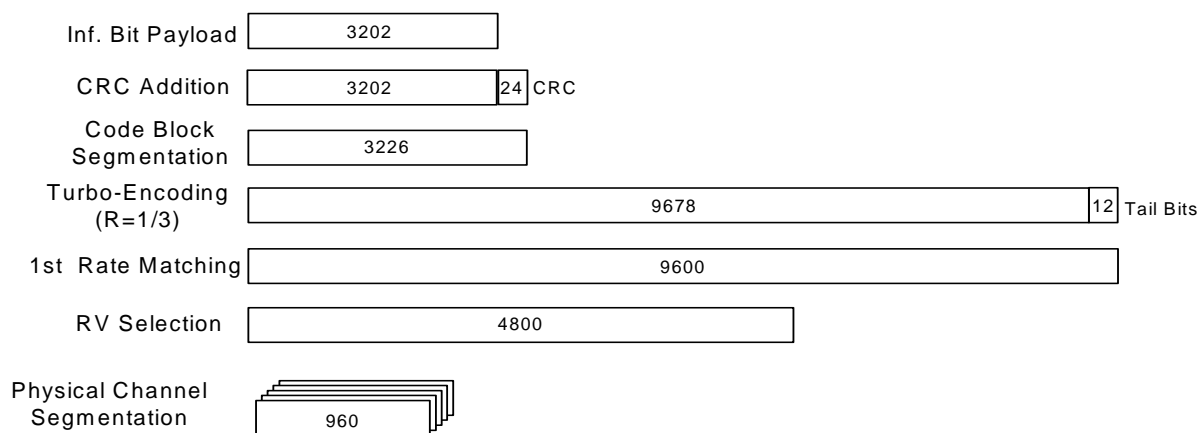 Inf. Bit Payload
3202
CRC Addition
3202
24
CRC
Code Block
Segmentation
3226
Turbo-Encoding
(R=1/3)
9678
12
Tail Bits
1st Rate Matching
9600
RV Selection
4800
Physical Channel
Segmentation
960